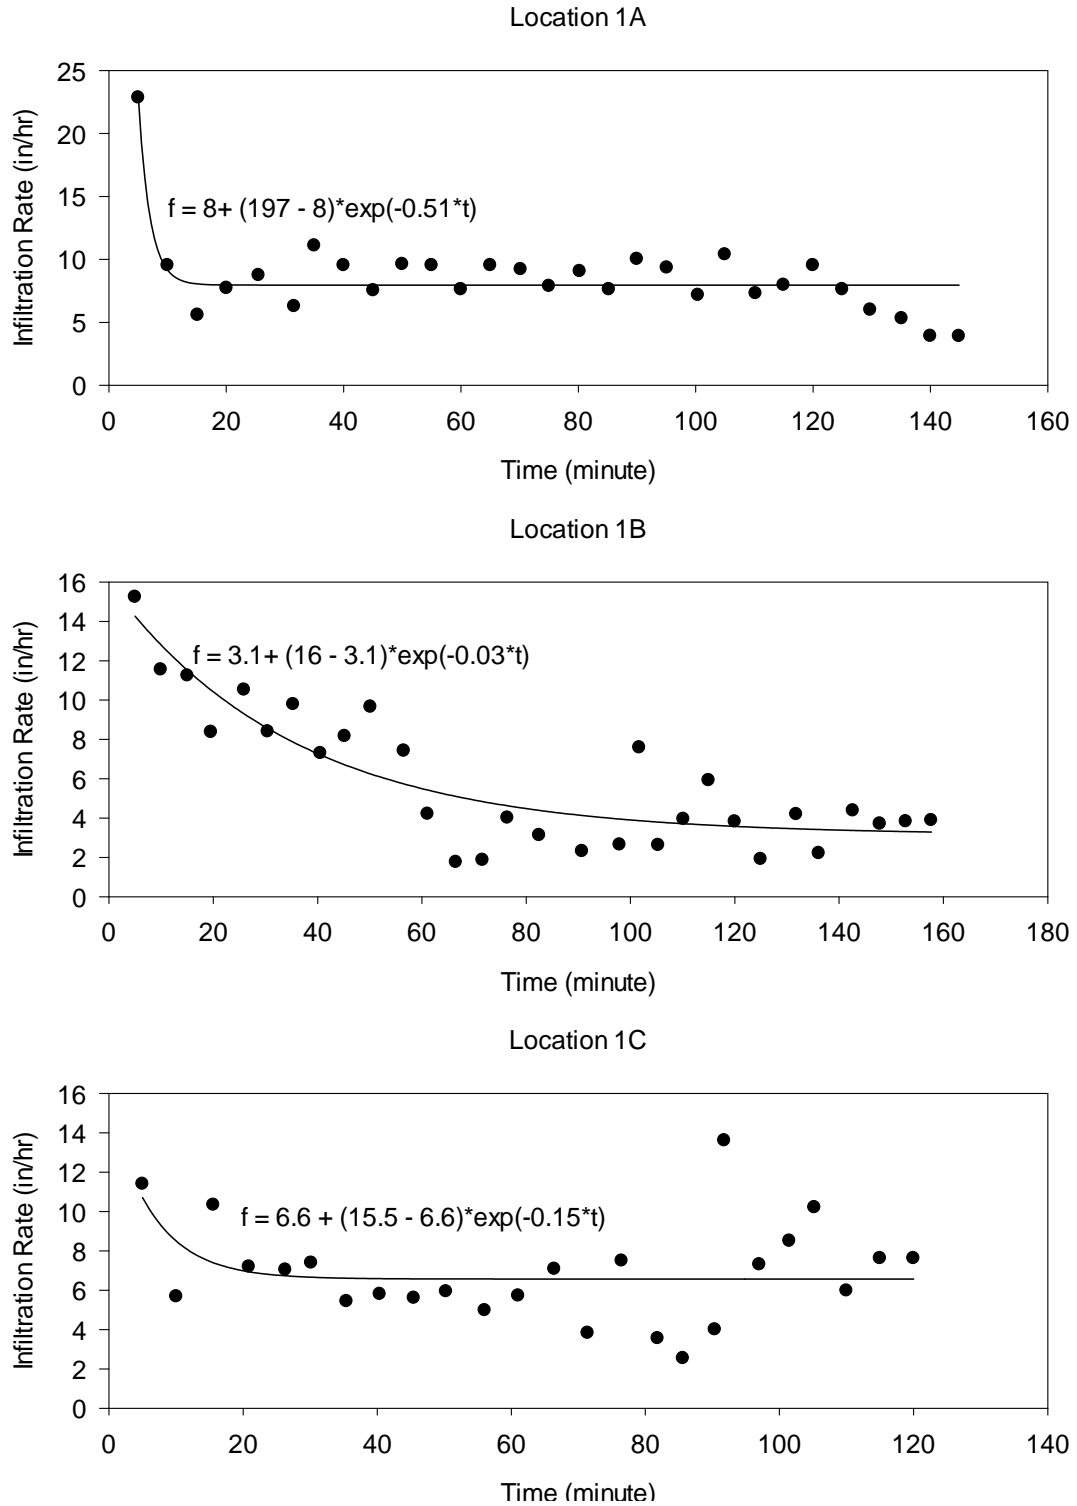 Location 1A
25
20
15
10
5
0
Infiltration Rate (in/hr)
f = 8+ (197 - 8)*exp(-0.51*t)
0 20 40 60 80 100 120 140 160
Time (minute)
Location 1B
16
14
12
10
8
6
4
2
0
Infiltration Rate (in/hr)
f = 3.1+ (16 - 3.1)*exp(-0.03*t)
0 20 40 60 80 100 120 140 160 180
Time (minute)
Location 1C
16
14
12
10
8
6
4
2
0
Infiltration Rate (in/hr)
f = 6.6 + (15.5 - 6.6)*exp(-0.15*t)
0 20 40 60 80 100 120 140
Time (minute)